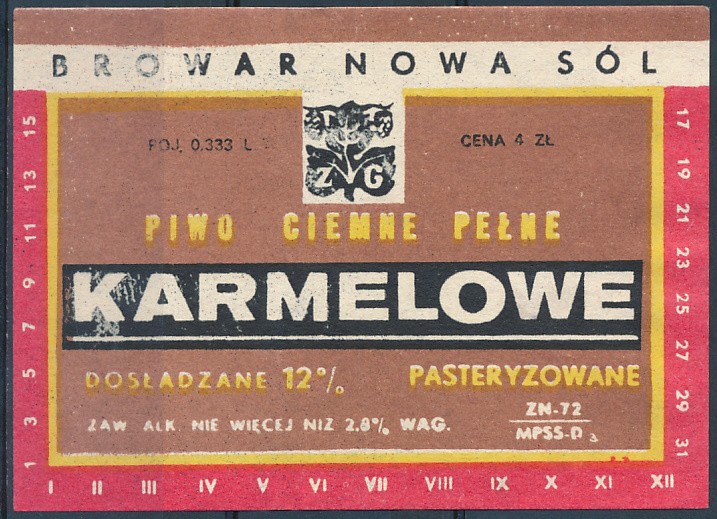 BROWAR NOWA SÓL
POJ. 0.333 L.
CENA 4 ZŁ
Z G
PIWO CIEMNE PEŁNE
KARMELOWE
DOSŁADZANE 12%
PASTERYZOWANE
ZAW ALK. NIE WIĘCEJ NIZ 2.8% WAG.
ZN-72
MPSS-D 3
15
13
11
9
7
5
3
1
17
19
21
23
25
27
29
31
I II III IV V VI VII VIII IX X XI XII